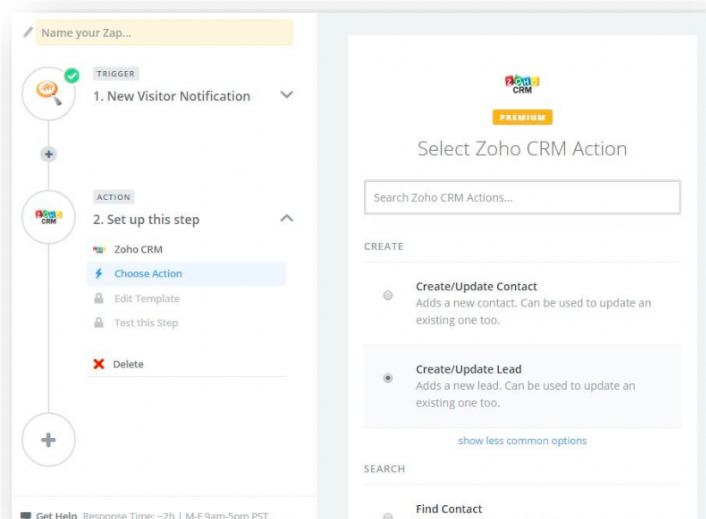 Name your Zap...
TRIGGER
1. New Visitor Notification
ACTION
2. Set up this step
ZOHO
CRM
Zoho CRM
Choose Action
Edit Template
Test this Step
Delete
Get Help Response Time: ~2h | M-F 9am-5pm PST
ZOHO
CRM
PREMIUM
Select Zoho CRM Action
Search Zoho CRM Actions...
CREATE
Create/Update Contact
Adds a new contact. Can be used to update an
existing one too.
Create/Update Lead
Adds a new lead. Can be used to update an
existing one too.
show less common options
SEARCH
Find Contact